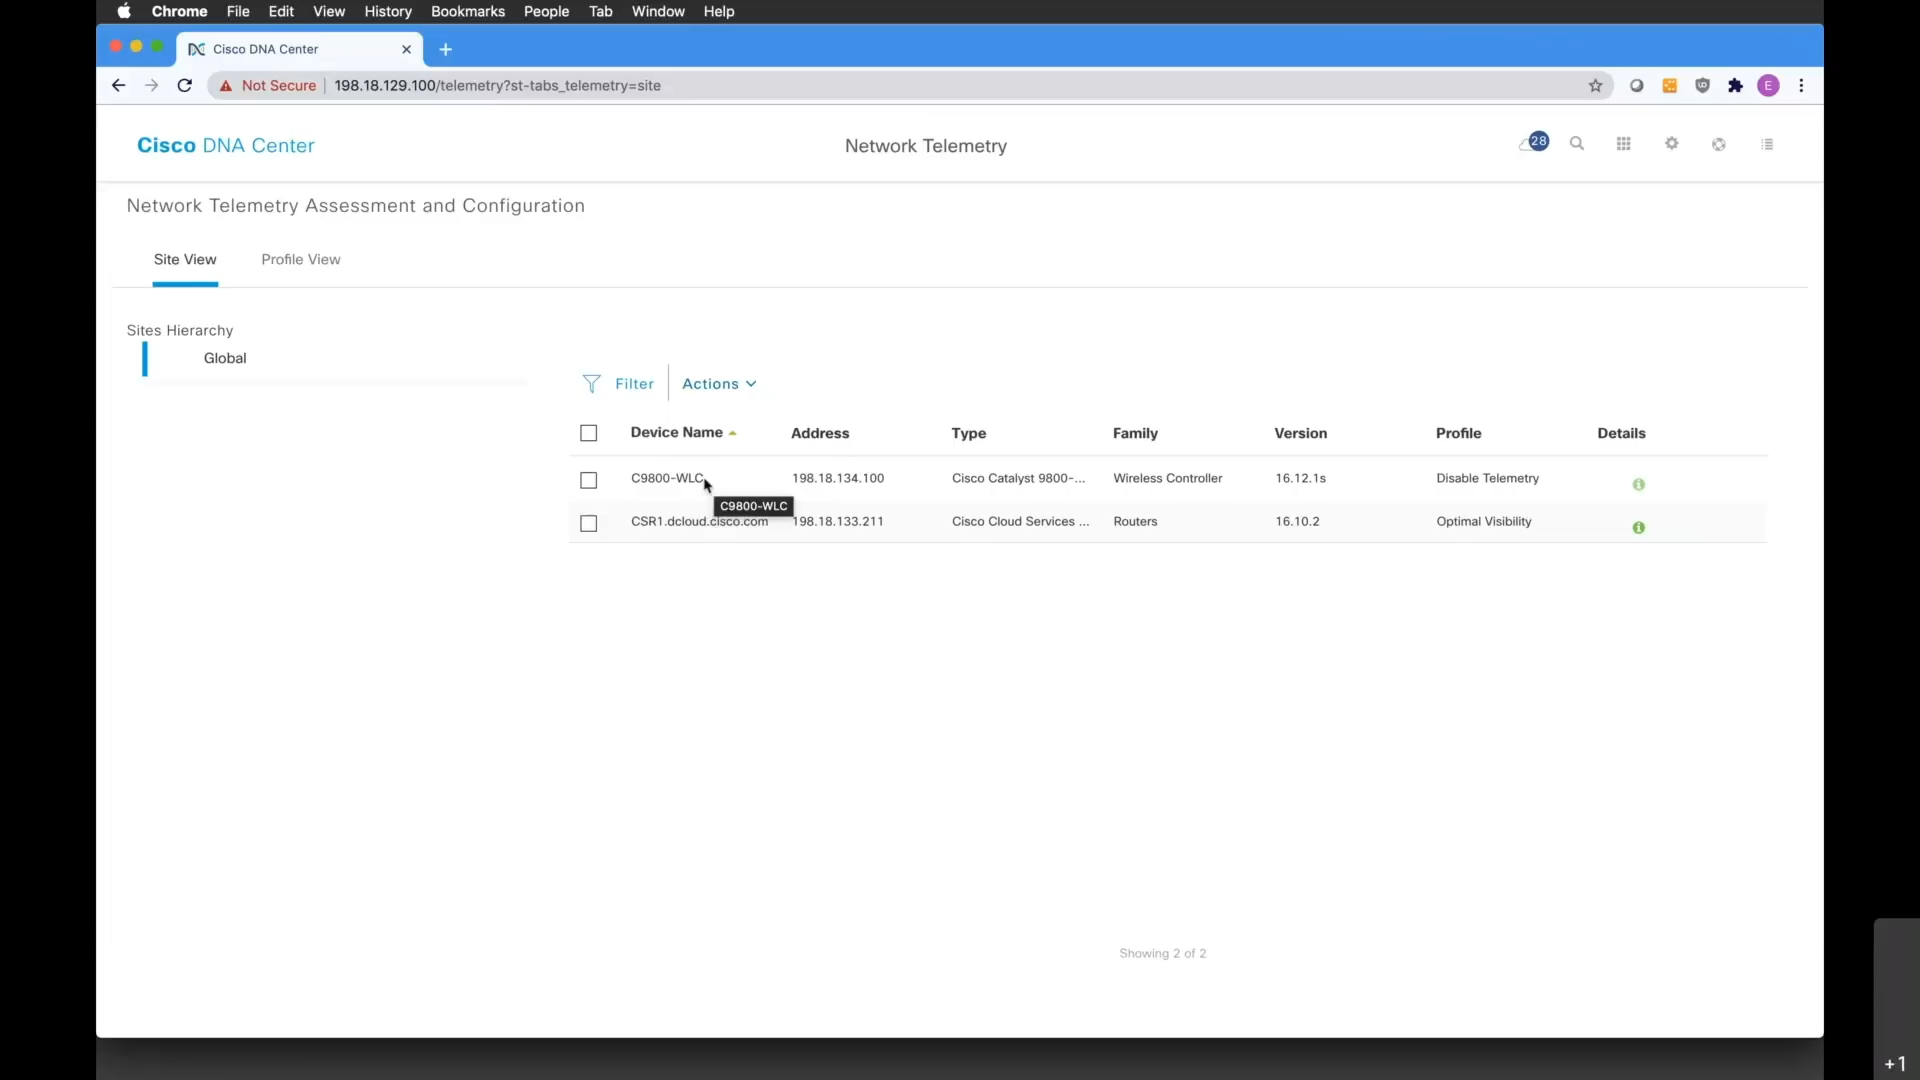 Chrome File Edit View History Bookmarks People Tab Window Help
Cisco DNA Center
Not Secure 198.18.129.100/telemetry?st-tabs_telemetry=site
E
Cisco DNA Center
Network Telemetry
28
Network Telemetry Assessment and Configuration
Site View Profile View
Sites Hierarchy
Global
Filter Actions
Device Name Address Type Family Version Profile Details
C9800-WLC 198.18.134.100 Cisco Catalyst 9800-... Wireless Controller 16.12.1s Disable Telemetry
C9800-WLC
CSR1.dcloud.cisco.com 198.18.133.211 Cisco Cloud Services ... Routers 16.10.2 Optimal Visibility
Showing 2 of 2
+1